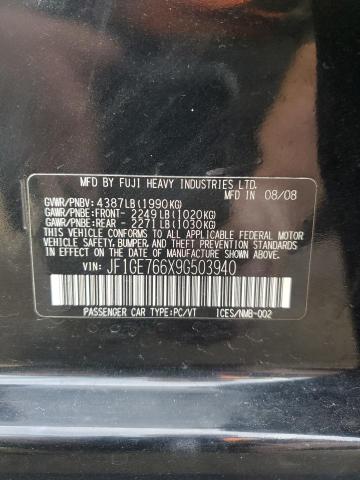 MFD BY FUJI HEAVY INDUSTRIES LTD.
MFD IN 08/08
GVWR/PNBV: 4387LB(1990KG)
GAWR/PNBE:FRONT- 2249LB(1020KG)
GAWR/PNBE:REAR - 2271LB(1030KG)
THIS VEHICLE CONFORMS TO ALL APPLICABLE FEDERAL
MOTOR VEHICLE SAFETY, BUMPER, AND THEFT
PREVENTION STANDARDS IN EFFECT ON THE DATE OF
MANUFACTURE SHOWN ABOVE.
VIN: JF1GE766X9G503940
PASSENGER CAR TYPE:PC/VT ICES/NMB-002